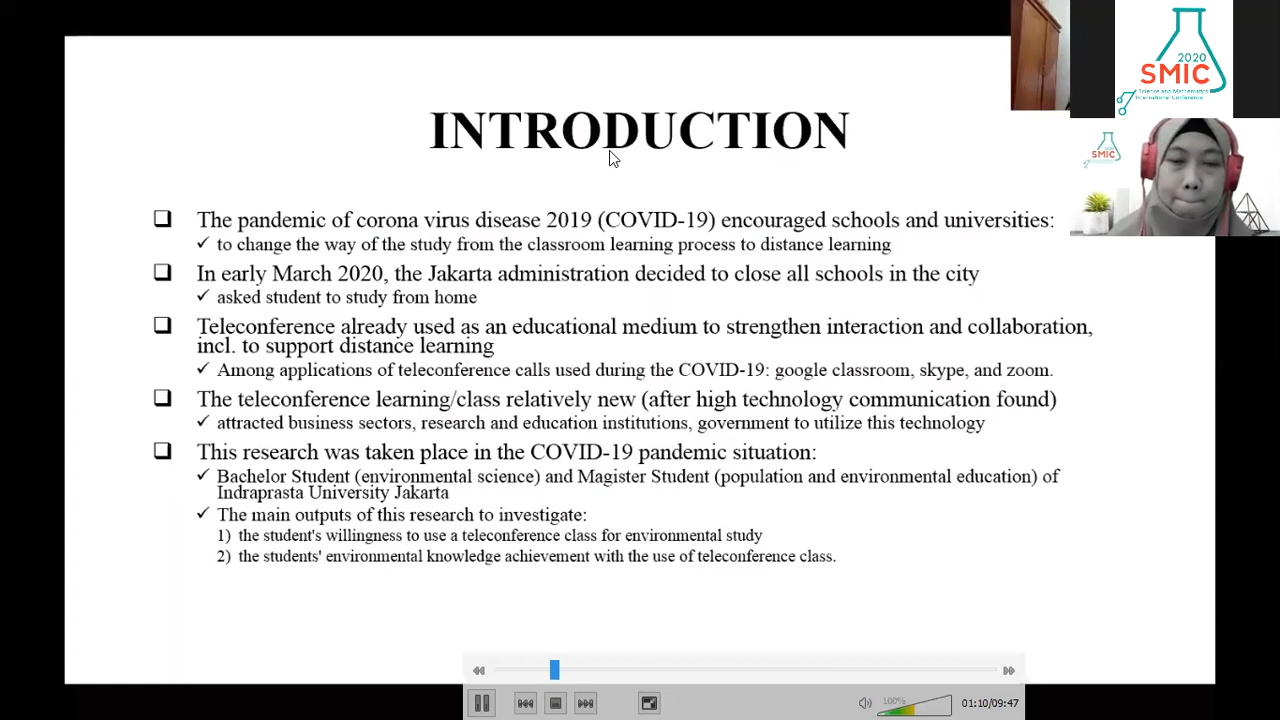 2020
SMIC
Science and Mathematics
International Conference
SMIC
INTRODUCTION
❑ The pandemic of corona virus disease 2019 (COVID-19) encouraged schools and universities:
✓ to change the way of the study from the classroom learning process to distance learning
❑ In early March 2020, the Jakarta administration decided to close all schools in the city
✓ asked student to study from home
❑ Teleconference already used as an educational medium to strengthen interaction and collaboration,
incl. to support distance learning
✓ Among applications of teleconference calls used during the COVID-19: google classroom, skype, and zoom.
❑ The teleconference learning/class relatively new (after high technology communication found)
✓ attracted business sectors, research and education institutions, government to utilize this technology
❑ This research was taken place in the COVID-19 pandemic situation:
✓ Bachelor Student (environmental science) and Magister Student (population and environmental education) of
Indraprasta University Jakarta
✓ The main outputs of this research to investigate:
1) the student's willingness to use a teleconference class for environmental study
2) the students' environmental knowledge achievement with the use of teleconference class.
100%
01:10/09:47